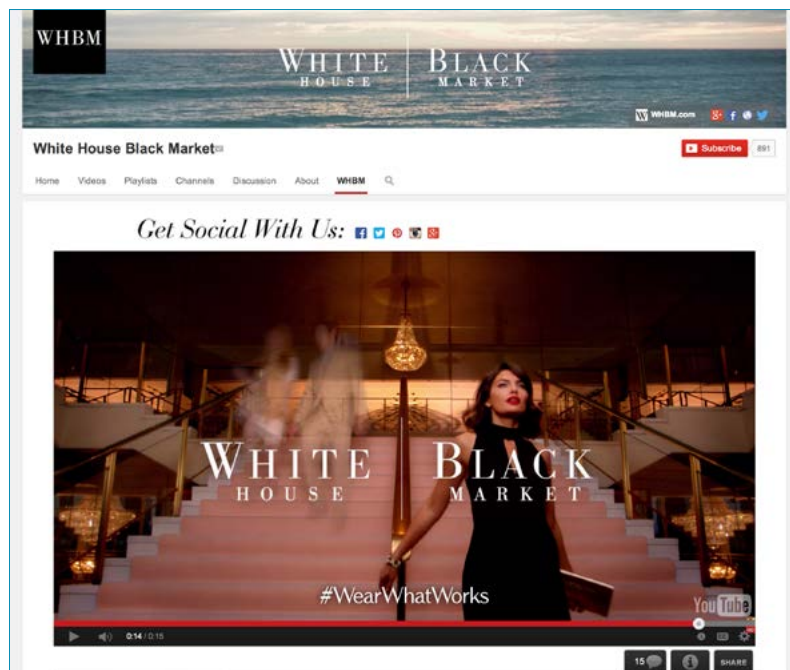 WHBM
WHITE HOUSE | BLACK MARKET
WHBM.com
White House Black Market
Subscribe 891
Home Videos Playlists Channels Discussion About WHBM
Get Social With Us:
WHITE HOUSE BLACK MARKET
#WearWhatWorks
YouTube
0:14 / 0:15
15 SHARE